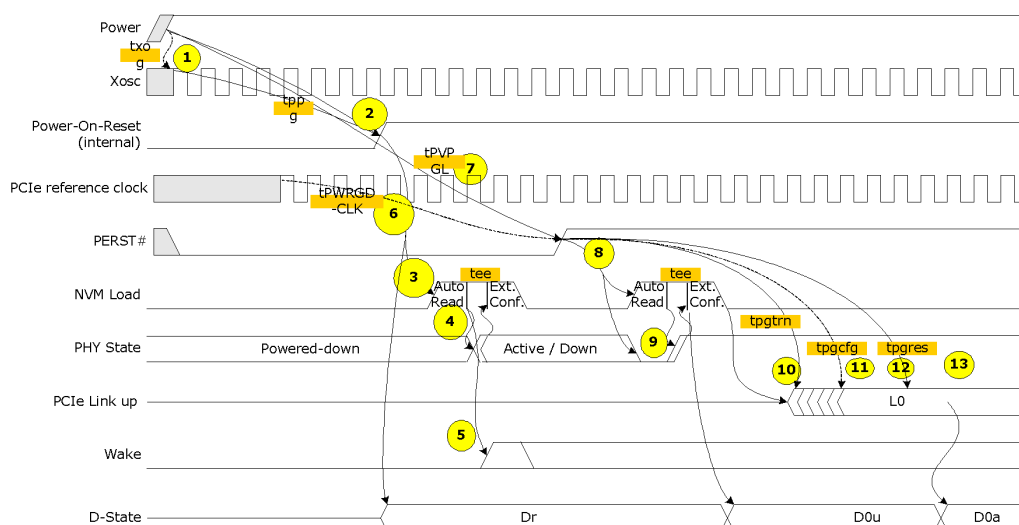 Power
txo
g
1
Xosc
tpp
g
2
Power-On-Reset
(internal)
tPVP
GL
7
PCIe reference clock
tPWRGD
-CLK
6
PERST#
8
3
tee
tee
NVM Load
Auto
Read
Ext.
Conf.
Auto
Read
Ext.
Conf.
4
tpgtrn
9
PHY State
Powered-down
Active / Down
tpgcfg
tpgres
10
11
12
13
PCIe Link up
L0
5
Wake
D-State
Dr
D0u
D0a